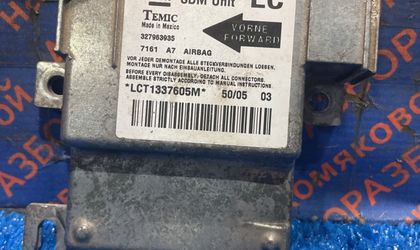 SDM Unit EC
TEMIC
Made in Mexico
327963935
7161 A7 AIRBAG
VORNE
FORWARD
VOR JEDER DEMONTAGE ALLE STECKVERBINDUNGEN LOESEN,
MONTAGE NUR NACH EINBAUANLEITUNG.
BEFORE EVERY DISASSEMBLY-DETACH ALL CONNECTORS.
ASSEMBLE STRICTLY ACCORDING TO MANUAL INSTRUCTIONS.
*LCT1337605M* 50/05 03